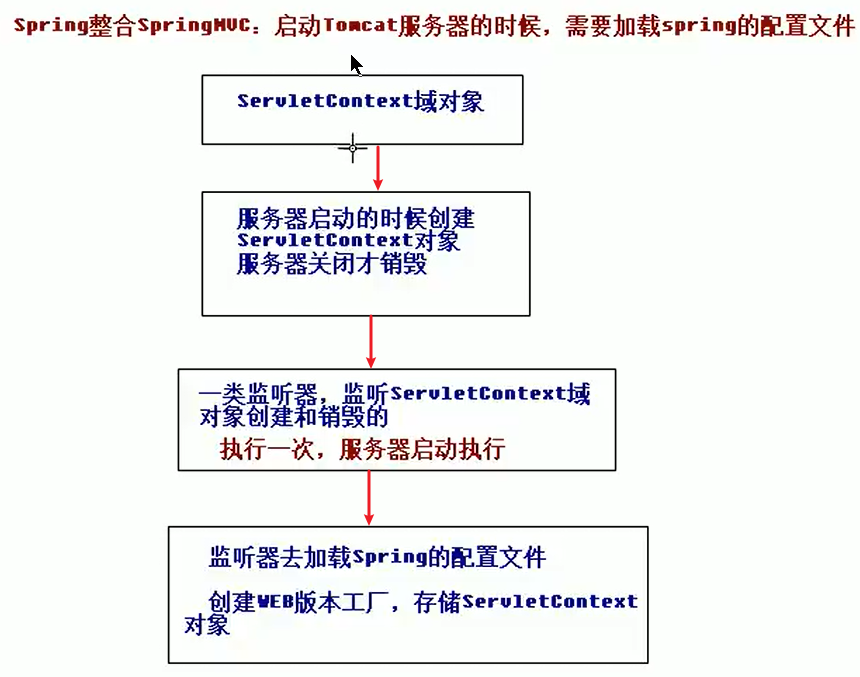 Spring整合SpringMVC：启动Tomcat服务器的时候，需要加载spring的配置文件
ServletContext域对象
服务器启动的时候创建
ServletContext对象
服务器关闭才销毁
一类监听器，监听ServletContext域
对象创建和销毁的
执行一次，服务器启动执行
监听器去加载Spring的配置文件
创建WEB版本工厂，存储ServletContext
对象